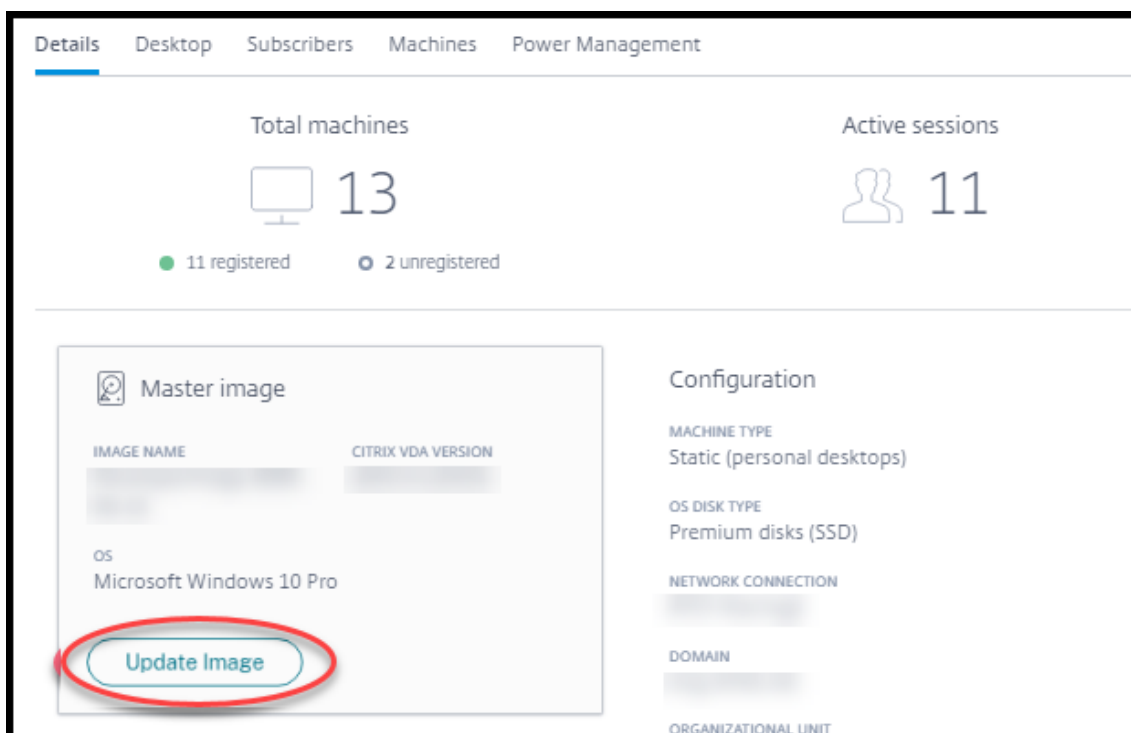 Details Desktop Subscribers Machines Power Management
Total machines
13
11 registered 2 unregistered
Active sessions
11
Master image
IMAGE NAME CITRIX VDA VERSION
OS
Microsoft Windows 10 Pro
Update Image
Configuration
MACHINE TYPE
Static (personal desktops)
OS DISK TYPE
Premium disks (SSD)
NETWORK CONNECTION
DOMAIN
ORGANIZATIONAL UNIT